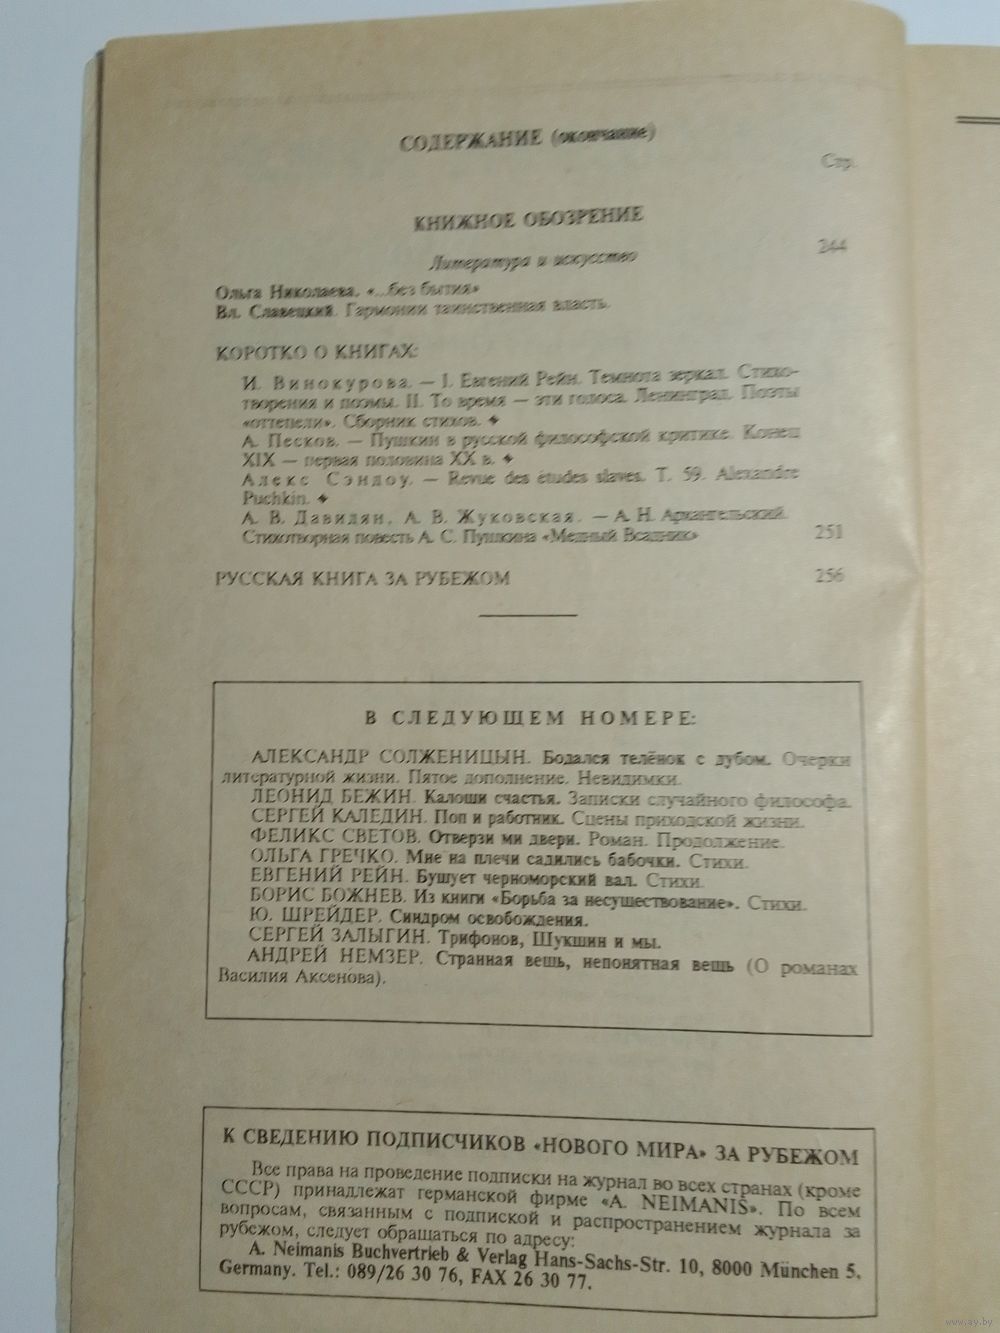 СОДЕРЖАНИЕ (окончание)
Стр.
КНИЖНОЕ ОБОЗРЕНИЕ
Литература и искусство
244
Ольга Николаева. «...без бытия»
Вл. Славецкий. Гармонии таинственная власть.
КОРОТКО О КНИГАХ:
И. Винокурова. — I. Евгений Рейн. Темнота зеркал. Стихо-
творения и поэмы. II. То время — эти голоса. Ленинград. Поэты
«оттепели». Сборник стихов. ◆
А. Песков. — Пушкин в русской философской критике. Конец
XIX — первая половина XX в. ◆
Алекс Сэндоу. — Revue des études slaves. T. 59. Alexandre
Puchkin. ◆
А. В. Давидян, А. В. Жуковская. — А. Н. Архангельский.
Стихотворная повесть А. С. Пушкина «Медный Всадник»
251
РУССКАЯ КНИГА ЗА РУБЕЖОМ
256
В СЛЕДУЮЩЕМ НОМЕРЕ:
АЛЕКСАНДР СОЛЖЕНИЦЫН. Бодался телёнок с дубом. Очерки
литературной жизни. Пятое дополнение. Невидимки.
ЛЕОНИД БЕЖИН. Калоши счастья. Записки случайного философа.
СЕРГЕЙ КАЛЕДИН. Поп и работник. Сцены приходской жизни.
ФЕЛИКС СВЕТОВ. Отверзи ми двери. Роман. Продолжение.
ОЛЬГА ГРЕЧКО. Мне на плечи садились бабочки. Стихи.
ЕВГЕНИЙ РЕЙН. Бушует черноморский вал. Стихи.
БОРИС БОЖНЕВ. Из книги «Борьба за несуществование». Стихи.
Ю. ШРЕЙДЕР. Синдром освобождения.
СЕРГЕЙ ЗАЛЫГИН. Трифонов, Шукшин и мы.
АНДРЕЙ НЕМЗЕР. Странная вещь, непонятная вещь (О романах
Василия Аксенова).
К СВЕДЕНИЮ ПОДПИСЧИКОВ «НОВОГО МИРА» ЗА РУБЕЖОМ
Все права на проведение подписки на журнал во всех странах (кроме
СССР) принадлежат германской фирме «A. NEIMANIS». По всем
вопросам, связанным с подпиской и распространением журнала за
рубежом, следует обращаться по адресу:
A. Neimanis Buchvertrieb & Verlag Hans-Sachs-Str. 10, 8000 München 5,
Germany. Tel.: 089/26 30 76, FAX 26 30 77.
www.ay.by